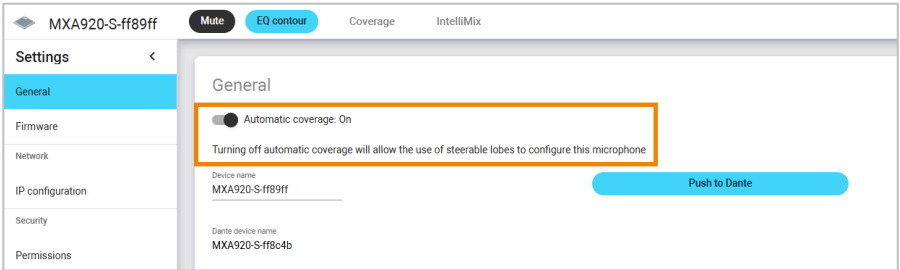 MXA920-S-ff89ff
Mute
EQ contour
Coverage
IntelliMix
Settings
General
Firmware
Network
IP configuration
Security
Permissions
General
Automatic coverage: On
Turning off automatic coverage will allow the use of steerable lobes to configure this microphone
Device name
MXA920-S-ff89ff
Push to Dante
Dante device name
MXA920-S-ff8c4b